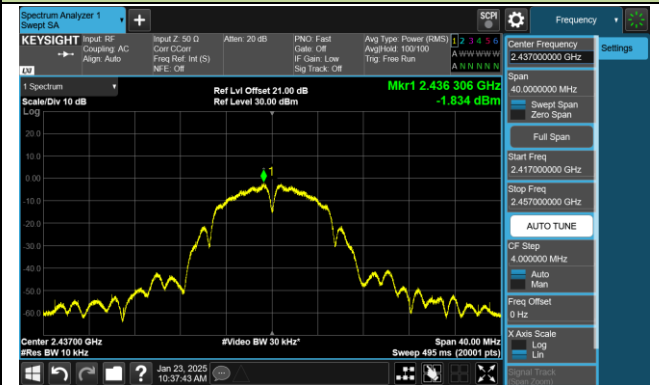 Spectrum Analyzer 1
Swept SA
+
SCPI
Frequency
KEYSIGHT
Input: RF
Coupling: AC
Align: Auto
Input Z: 50 Ω
Corr CCorr
Freq Ref: Int (S)
NFE: Off
Atten: 20 dB
PNO: Fast
Gate: Off
IF Gain: Low
Sig Track: Off
Avg Type: Power (RMS)
Avg|Hold: 100/100
Trig: Free Run
1 2 3 4 5 6
A W W W W W
A N N N N N
LXI
1 Spectrum
Scale/Div 10 dB
Log
Ref Lvl Offset 21.00 dB
Ref Level 30.00 dBm
Mkr1 2.436 306 GHz
-1.834 dBm
1
20.0
10.0
0.00
-10.0
-20.0
-30.0
-40.0
-50.0
-60.0
Center 2.43700 GHz
#Res BW 10 kHz
#Video BW 30 kHz*
Span 40.00 MHz
Sweep 495 ms (20001 pts)
Center Frequency
2.437000000 GHz
Settings
Span
40.0000000 MHz
Swept Span
Zero Span
Full Span
Start Freq
2.417000000 GHz
Stop Freq
2.457000000 GHz
AUTO TUNE
CF Step
4.000000 MHz
Auto
Man
Freq Offset
0 Hz
X Axis Scale
Log
Lin
Signal Track
(Span Zoom)
?
Jan 23, 2025
10:37:43 AM